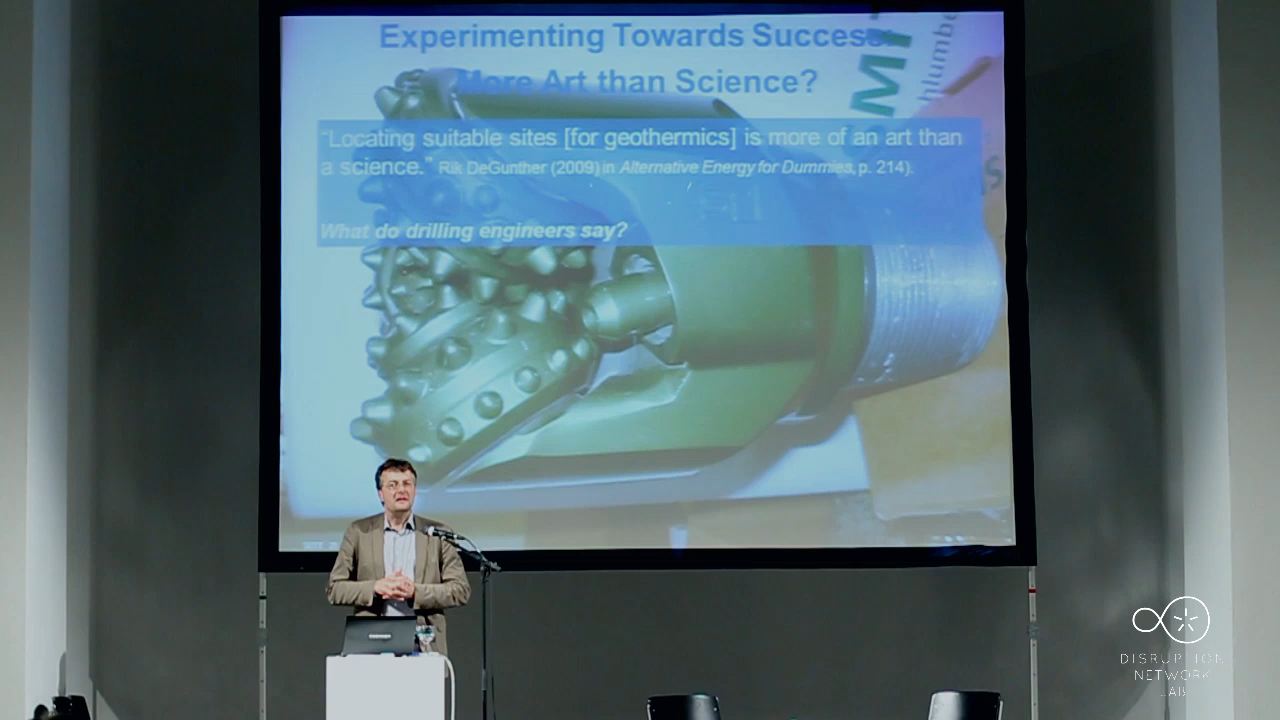 Experimenting Towards Success:
More Art than Science?
"Locating suitable sites [for geothermics] is more of an art than
a science." Rik DeGunther (2009) in Alternative Energy for Dummies, p. 214).
What do drilling engineers say?
DISRUPTION
NETWORK
LAB